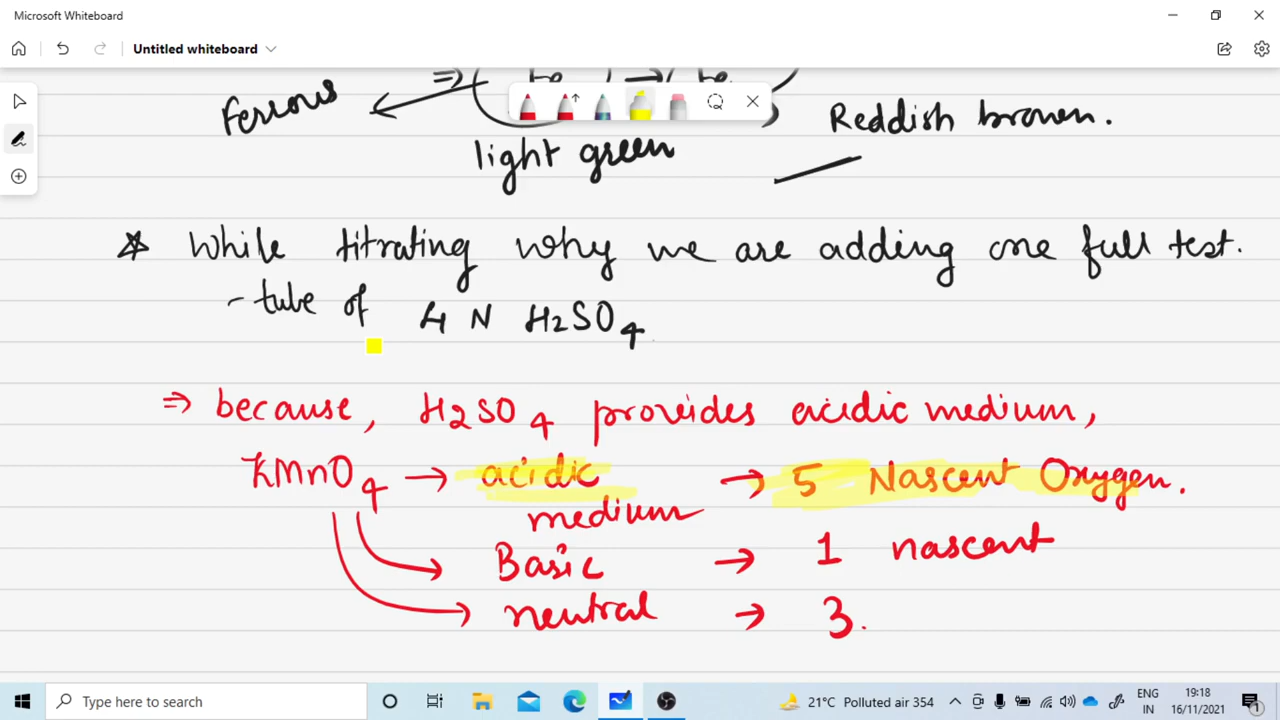 Microsoft Whiteboard
Untitled whiteboard
Ferrous
light green
Reddish brown.
While titrating why we are adding one full test.
-tube of 4 N H2SO4
⇒ because, H2SO4 provides acidic medium,
KMnO4 → acidic medium → 5 Nascent Oxygen.
Basic → 1 nascent
neutral → 3.
Type here to search
21°C Polluted air 354
ENG
IN
19:18
16/11/2021
1